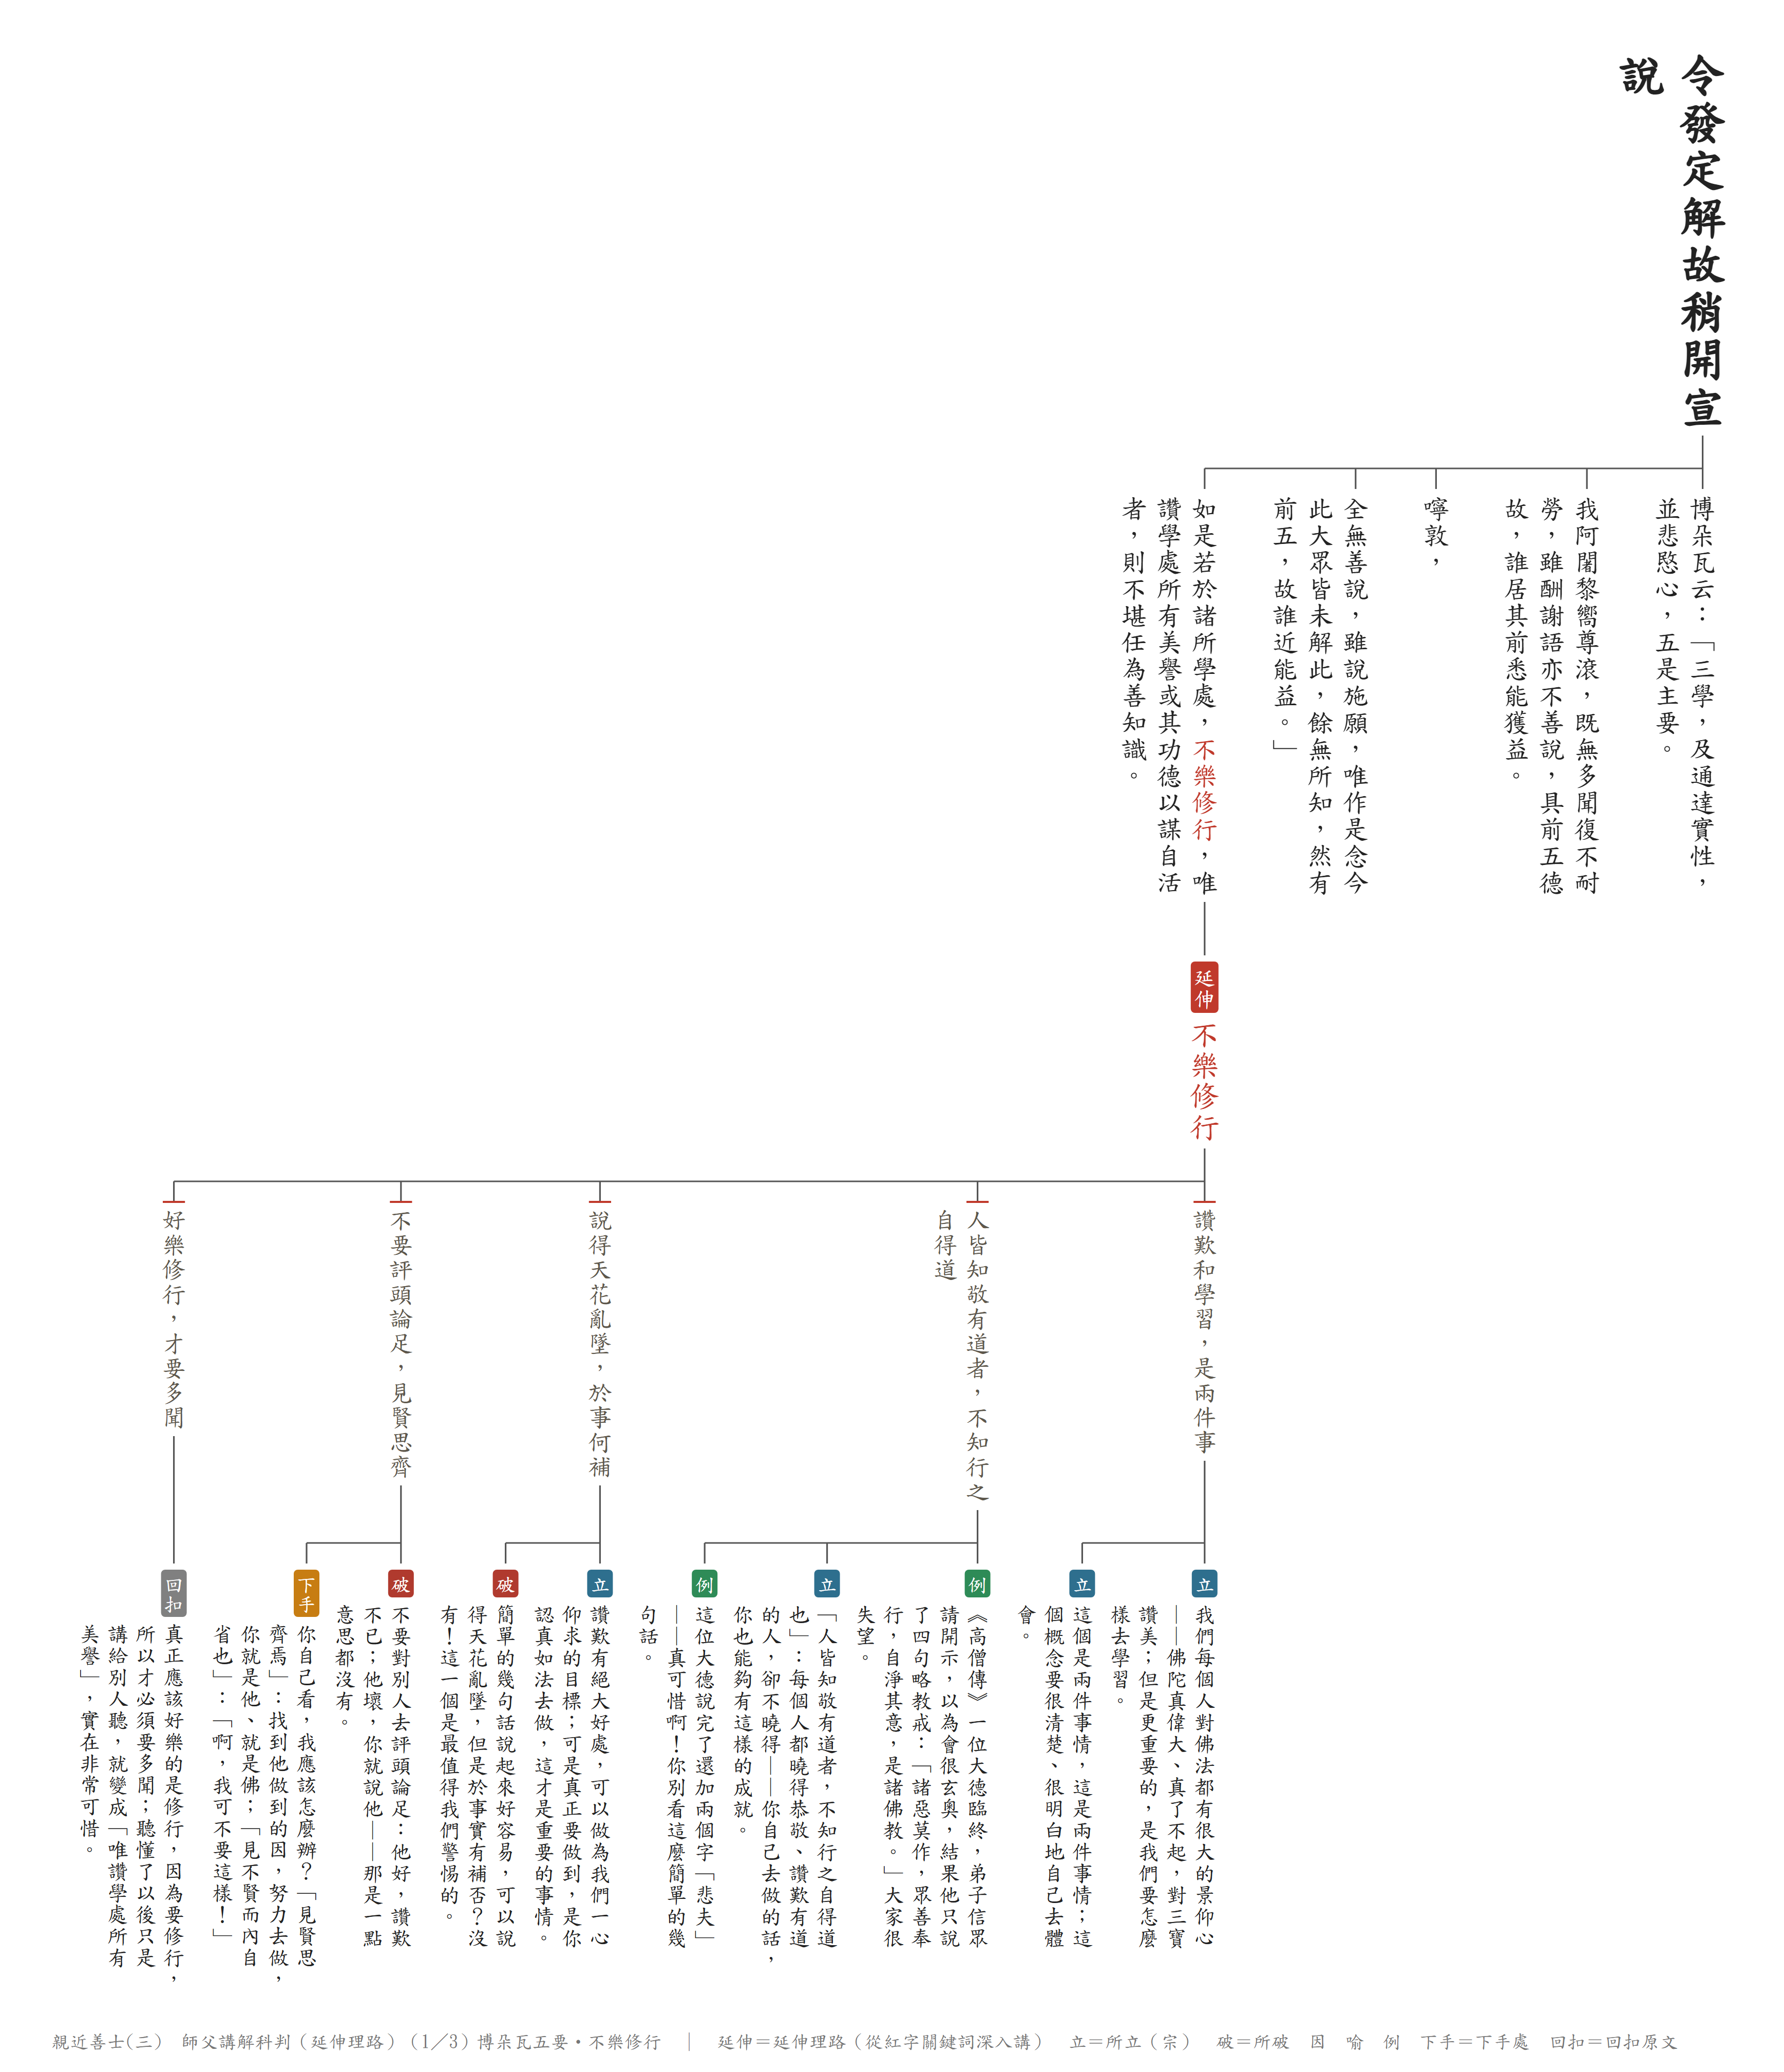 令發定解故稍開宣
說
博朵瓦云：「三學，及通達實性，
並悲愍心，五是主要。
我阿闍黎嚮尊滾，既無多聞復不耐
勞，雖酬謝語亦不善說，具前五德
故，誰居其前悉能獲益。
嚀敦，
全無善說，雖說施願，唯作是念今
此大眾皆未解此，餘無所知，然有
前五，故誰近能益。」
如是若於諸所學處，不樂修行，唯
讚學處所有美譽或其功德以謀自活
者，則不堪任為善知識。
延伸
不樂修行
讚歎和學習，是兩件事
立
我們每個人對佛法都有很大的景仰心
——佛陀真偉大、真了不起，對三寶
讚美；但是更重要的，是我們要怎麼
樣去學習。
立
這個是兩件事情，這是兩件事情；這
個概念要很清楚、很明白地自己去體
會。
人皆知敬有道者，不知行之
自得道
例
《高僧傳》一位大德臨終，弟子信眾
請開示，以為會很玄奧，結果他只說
了四句略教戒：「諸惡莫作，眾善奉
行，自淨其意，是諸佛教。」大家很
失望。
立
「人皆知敬有道者，不知行之自得道
也」：每個人都曉得恭敬、讚歎有道
的人，卻不曉得——你自己去做的話，
你也能夠有這樣的成就。
例
這位大德說完了還加兩個字「悲夫」
——真可惜啊！你別看這麼簡單的幾
句話。
說得天花亂墜，於事何補
立
讚歎有絕大好處，可以做為我們一心
仰求的目標；可是真正要做到，是你
認真如法去做，這才是重要的事情。
破
簡單的幾句話說起來好容易，可以說
得天花亂墜，但是於事實有補否？沒
有！這一個是最值得我們警惕的。
不要評頭論足，見賢思齊
破
不要對別人去評頭論足：他好，讚歎
不已；他壞，你就說他——那是一點
意思都沒有。
下手
你自己看，我應該怎麼辦？「見賢思
齊焉」：找到他做到的因，努力去做，
你就是他、就是佛；「見不賢而內自
省也」：「啊，我可不要這樣！」
好樂修行，才要多聞
回扣
真正應該好樂的是修行，因為要修行，
所以才必須要多聞；聽懂了以後只是
講給別人聽，就變成「唯讚學處所有
美譽」，實在非常可惜。
親近善士(三)　師父講解科判（延伸理路）（1／3）博朵瓦五要・不樂修行　｜　延伸＝延伸理路（從紅字關鍵詞深入講）　立＝所立（宗）　破＝所破　因　喻　例　下手＝下手處　回扣＝回扣原文